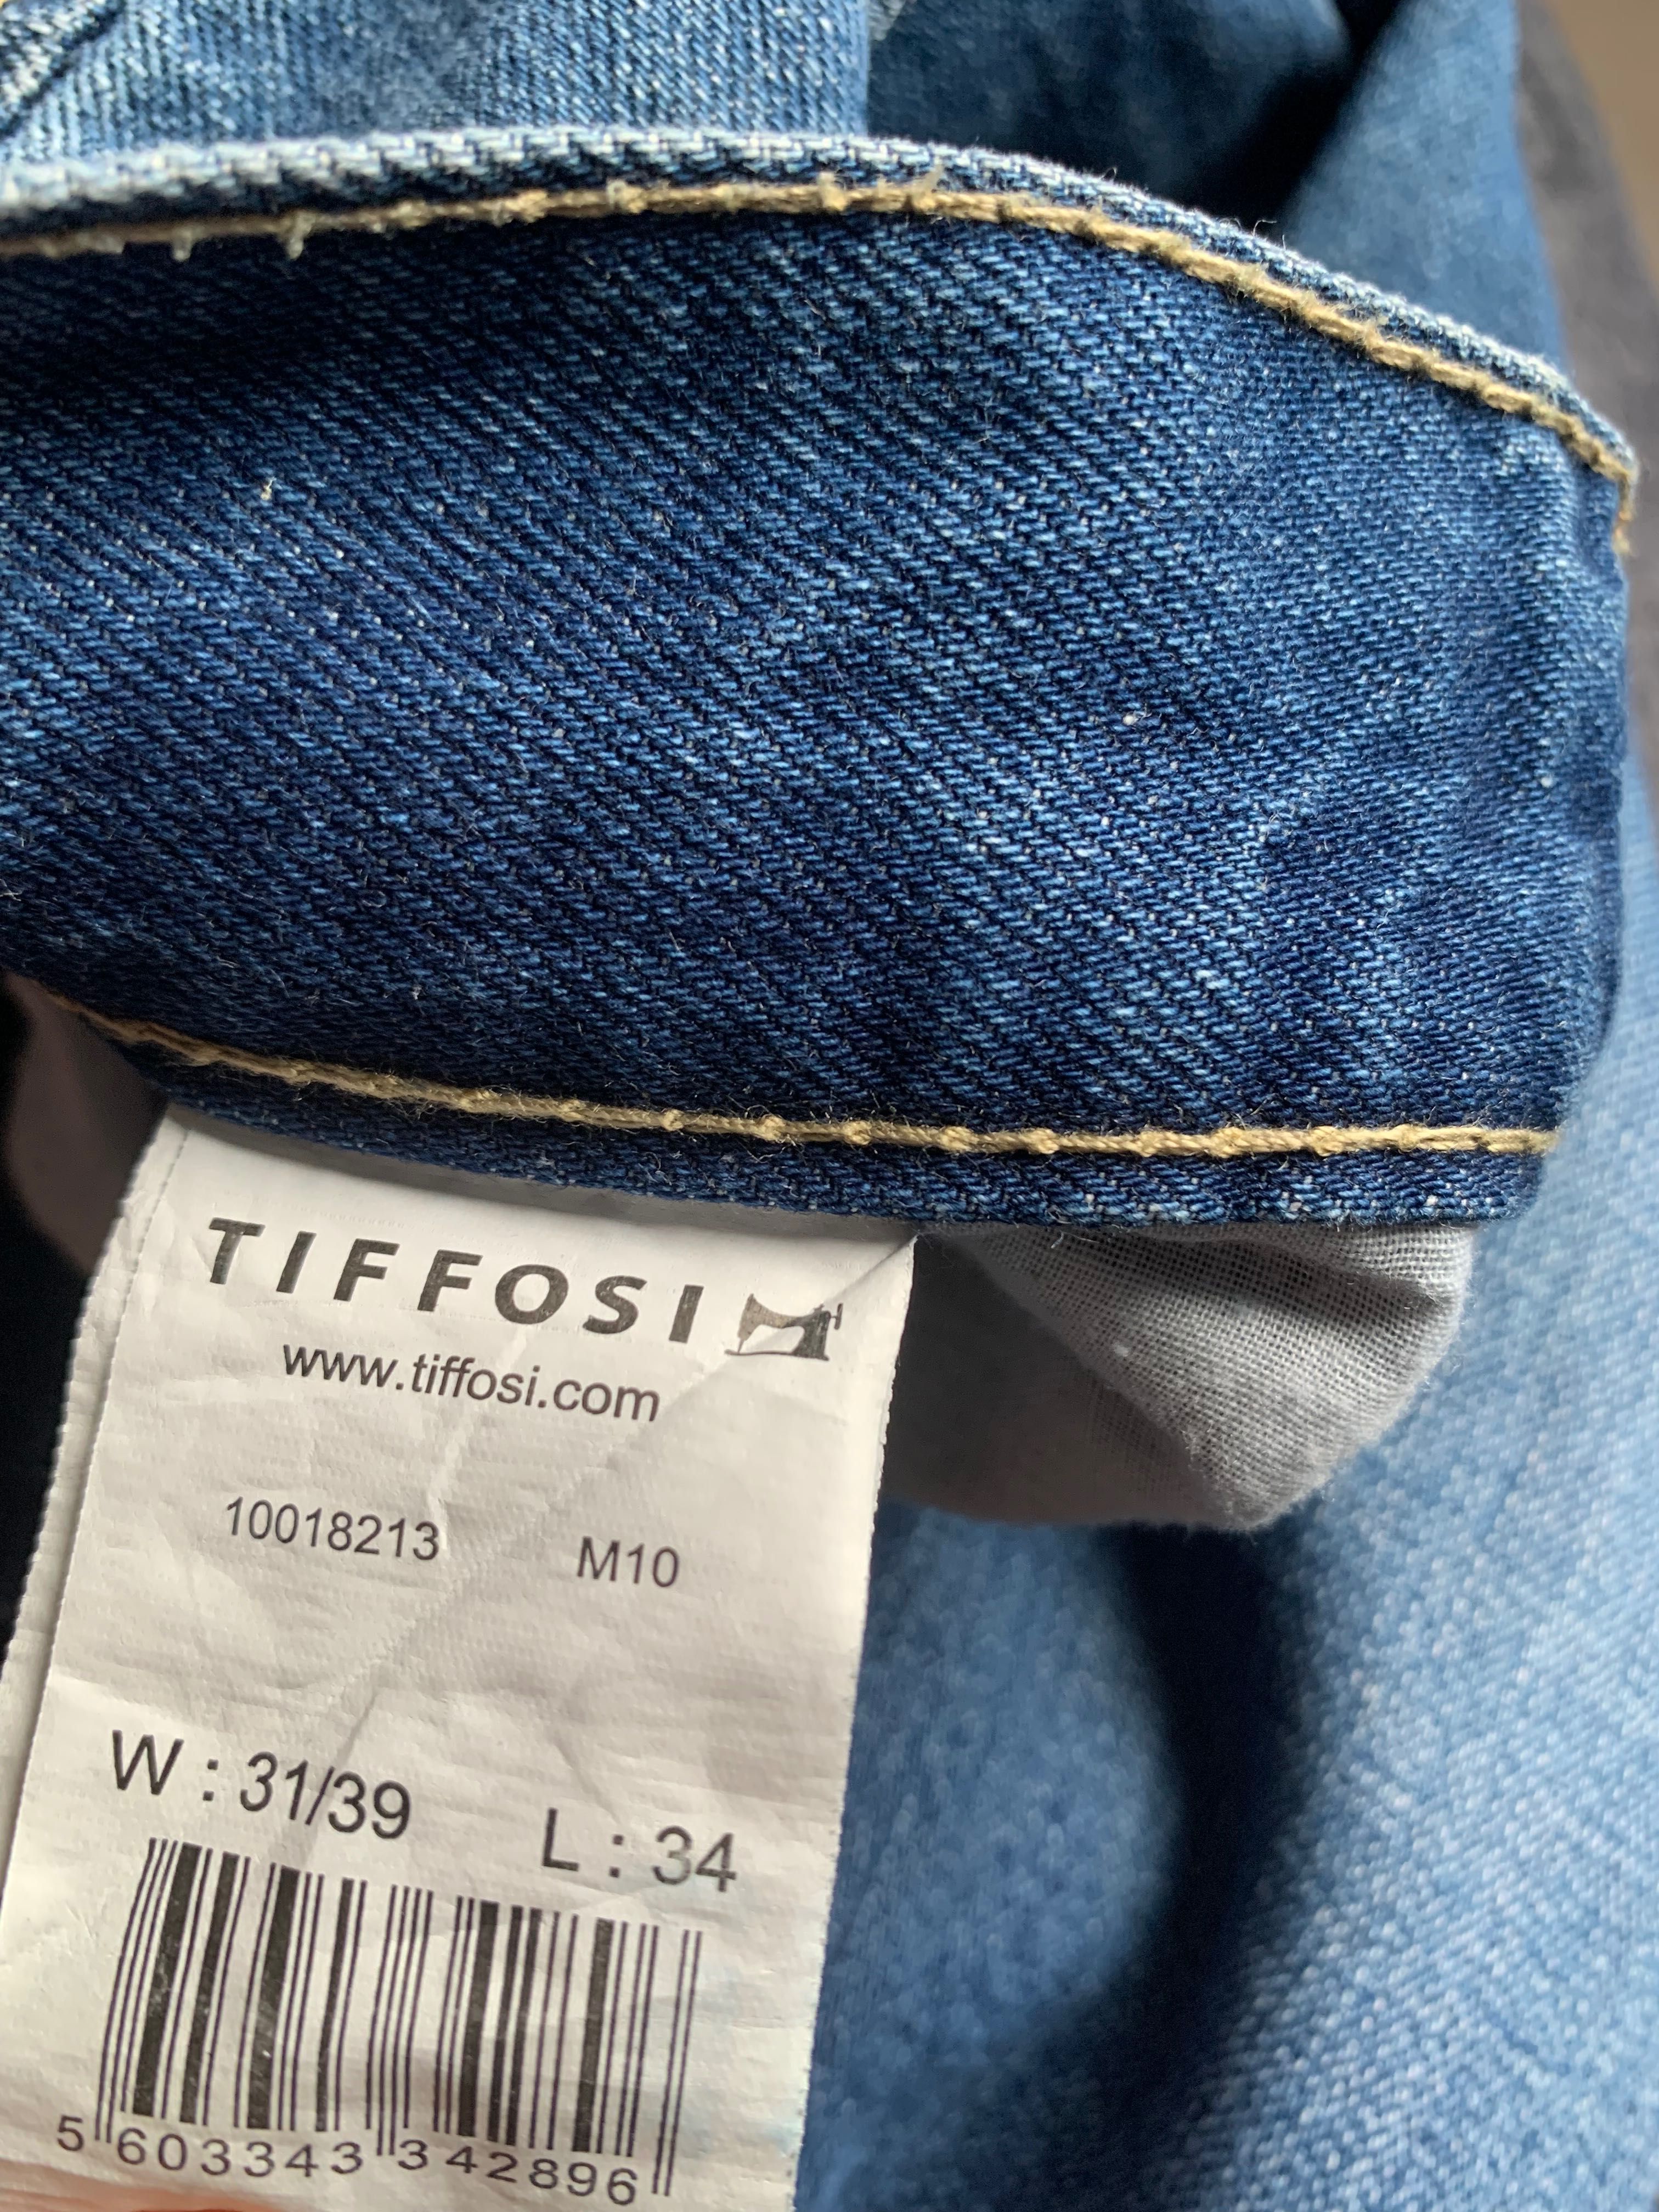 TIFFOSI
www.tiffosi.com
10018213 M10
W : 31/39 L : 34
5 603343 342896